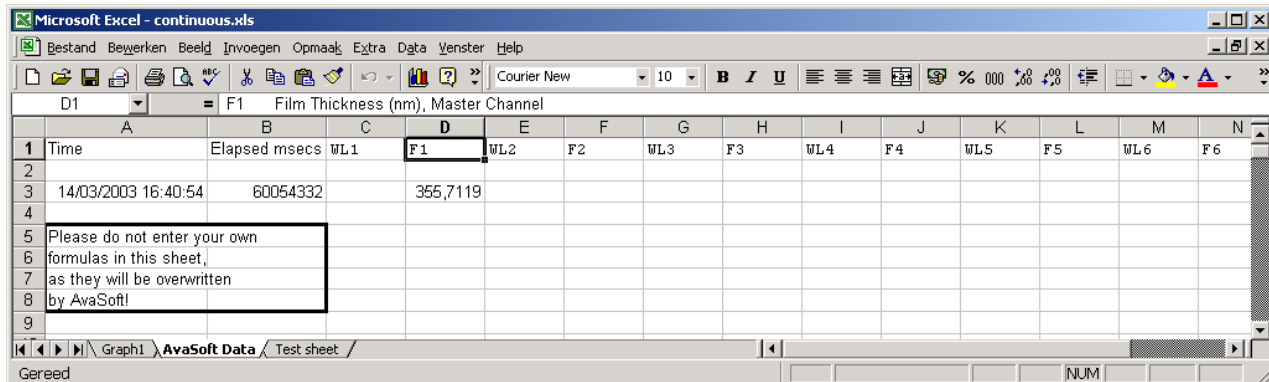 Microsoft Excel - continuous.xls
Bestand Bewerken Beeld Invoegen Opmaak Extra Data Venster Help
Courier New 10 B I U % 000
D1 = F1 Film Thickness (nm), Master Channel
A B C D E F G H I J K L M N
1 Time Elapsed msecs WL1 F1 WL2 F2 WL3 F3 WL4 F4 WL5 F5 WL6 F6
2
3 14/03/2003 16:40:54 60054332 355,7119
4
5 Please do not enter your own
6 formulas in this sheet,
7 as they will be overwritten
8 by AvaSoft!
9
Graph1 AvaSoft Data Test sheet
Gereed NUM